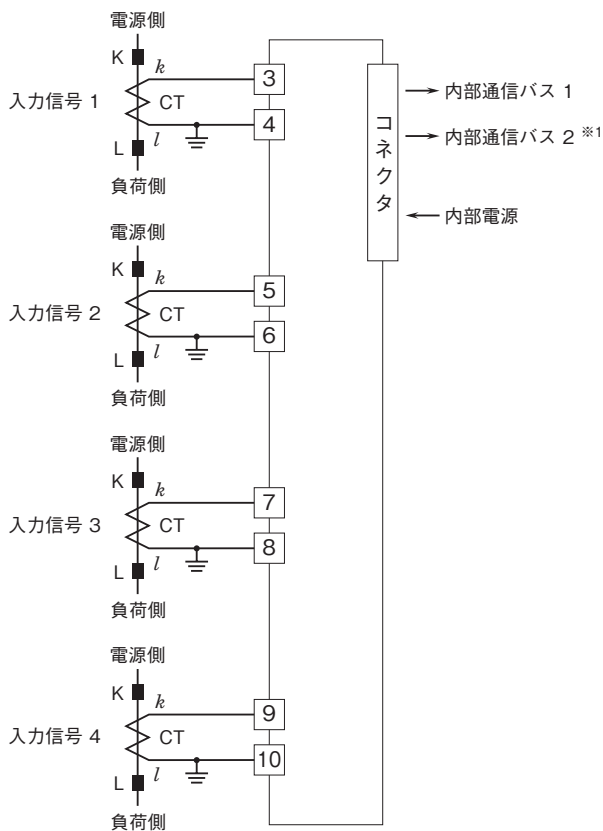 電源側
K
k
入力信号 1
CT
3
4
L
l
負荷側
コネクタ
内部通信バス 1
内部通信バス 2 ※1
内部電源
電源側
K
k
入力信号 2
CT
5
6
L
l
負荷側
電源側
K
k
入力信号 3
CT
7
8
L
l
負荷側
電源側
K
k
入力信号 4
CT
9
10
L
l
負荷側